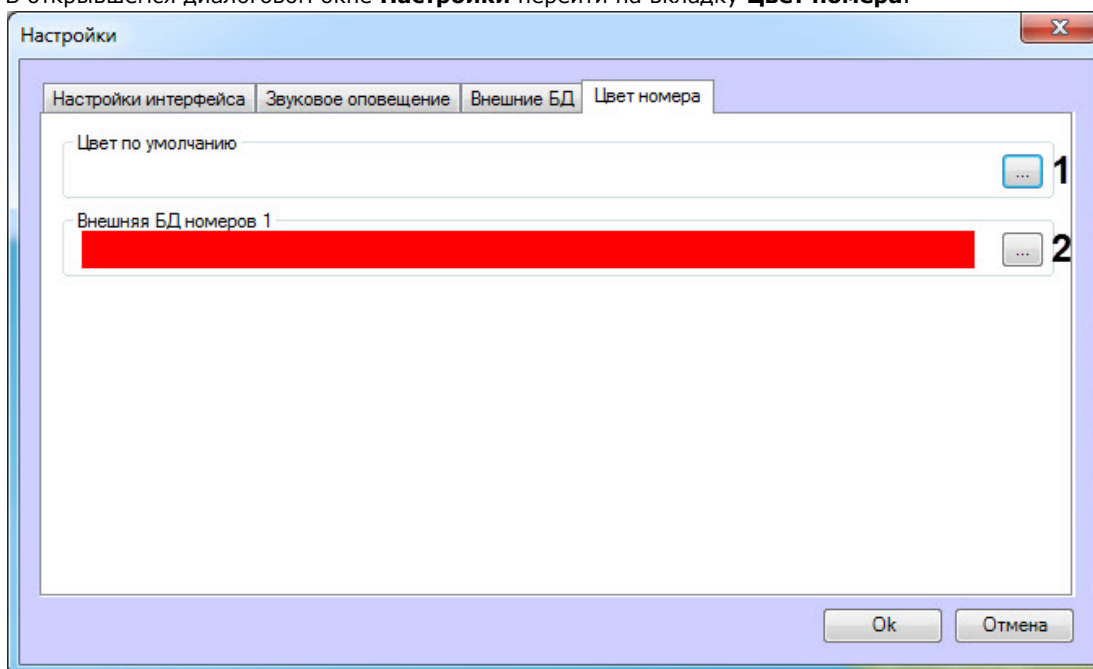 В открывшемся диалоговом окне Настройки перейти на вкладку Цвет номера.
Настройки
Настройки интерфейса Звуковое оповещение Внешние БД Цвет номера
Цвет по умолчанию
... 1
Внешняя БД номеров 1
... 2
Ok Отмена